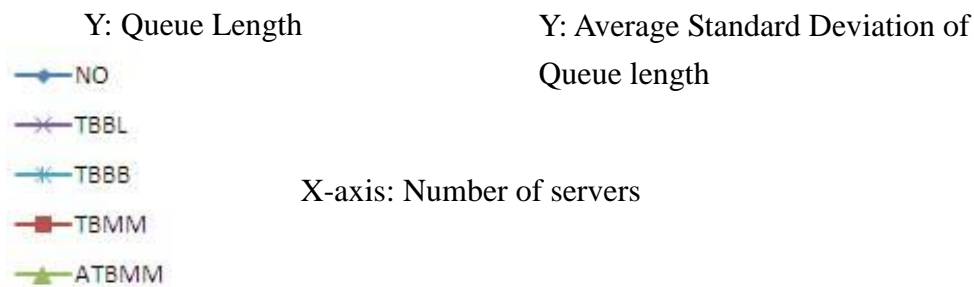 Y: Queue Length
Y: Average Standard Deviation of
Queue length
NO
TBBL
TBBB
X-axis: Number of servers
TBMM
ATBMM